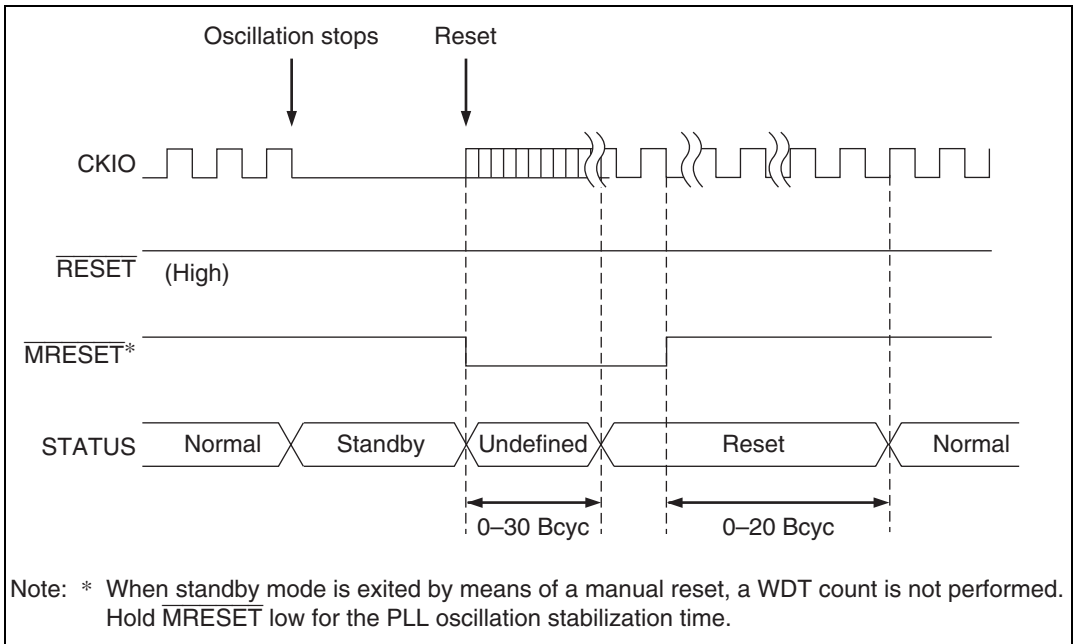 Oscillation stops Reset
CKIO
RESET (High)
MRESET*
STATUS Normal Standby Undefined Reset Normal
0–30 Bcyc 0–20 Bcyc
Note: * When standby mode is exited by means of a manual reset, a WDT count is not performed.
Hold MRESET low for the PLL oscillation stabilization time.